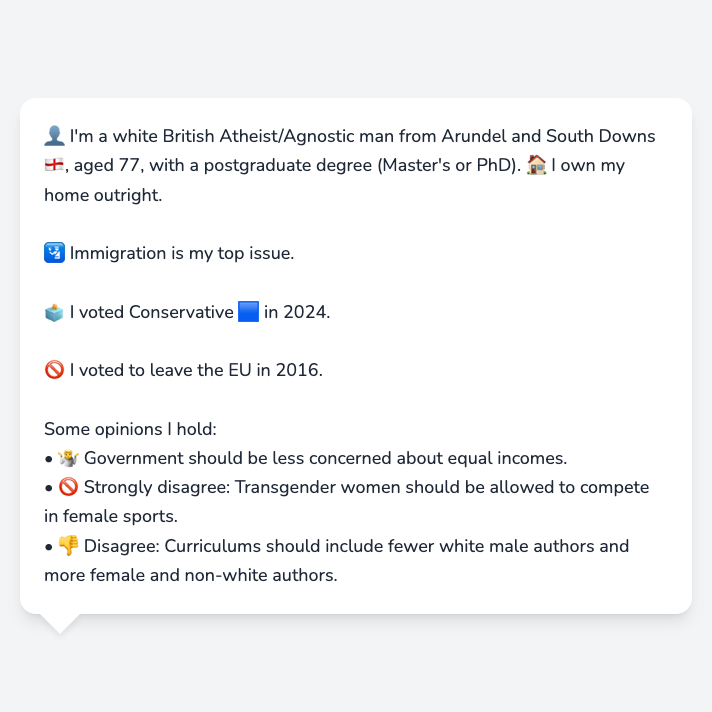 👤 I'm a white British Atheist/Agnostic man from Arundel and South Downs
🏴󠁧󠁢󠁥󠁮󠁧󠁿, aged 77, with a postgraduate degree (Master's or PhD). 🏠 I own my
home outright.
🛂 Immigration is my top issue.
🗳️ I voted Conservative 🟦 in 2024.
🚫 I voted to leave the EU in 2016.
Some opinions I hold:
• 🤷 Government should be less concerned about equal incomes.
• 🚫 Strongly disagree: Transgender women should be allowed to compete
in female sports.
• 👎 Disagree: Curriculums should include fewer white male authors and
more female and non-white authors.